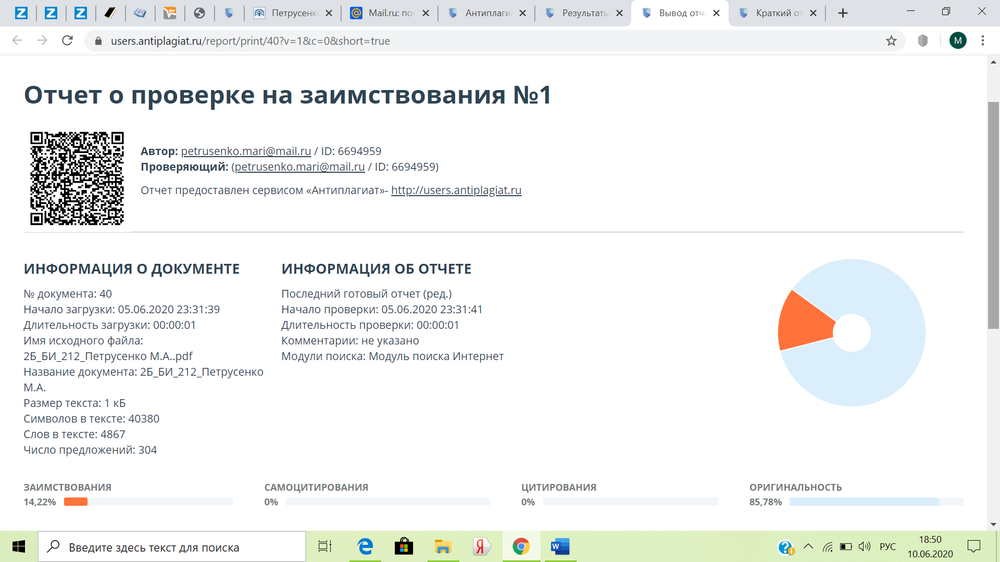 Петрусенко
Mail.ru: по
Антиплагиа
Результаты
Вывод отче
Краткий от
users.antiplagiat.ru/report/print/40?v=1&c=0&short=true
M
Отчет о проверке на заимствования №1
Автор: petrusenko.mari@mail.ru / ID: 6694959
Проверяющий: (petrusenko.mari@mail.ru / ID: 6694959)
Отчет предоставлен сервисом «Антиплагиат»- http://users.antiplagiat.ru
ИНФОРМАЦИЯ О ДОКУМЕНТЕ
№ документа: 40
Начало загрузки: 05.06.2020 23:31:39
Длительность загрузки: 00:00:01
Имя исходного файла:
2Б_БИ_212_Петрусенко М.А..pdf
Название документа: 2Б_БИ_212_Петрусенко
М.А.
Размер текста: 1 кБ
Cимволов в тексте: 40380
Слов в тексте: 4867
Число предложений: 304
ИНФОРМАЦИЯ ОБ ОТЧЕТЕ
Последний готовый отчет (ред.)
Начало проверки: 05.06.2020 23:31:41
Длительность проверки: 00:00:01
Комментарии: не указано
Модули поиска: Модуль поиска Интернет
ЗАИМСТВОВАНИЯ
14,22%
САМОЦИТИРОВАНИЯ
0%
ЦИТИРОВАНИЯ
0%
ОРИГИНАЛЬНОСТЬ
85,78%
Введите здесь текст для поиска
РУС
18:50
10.06.2020